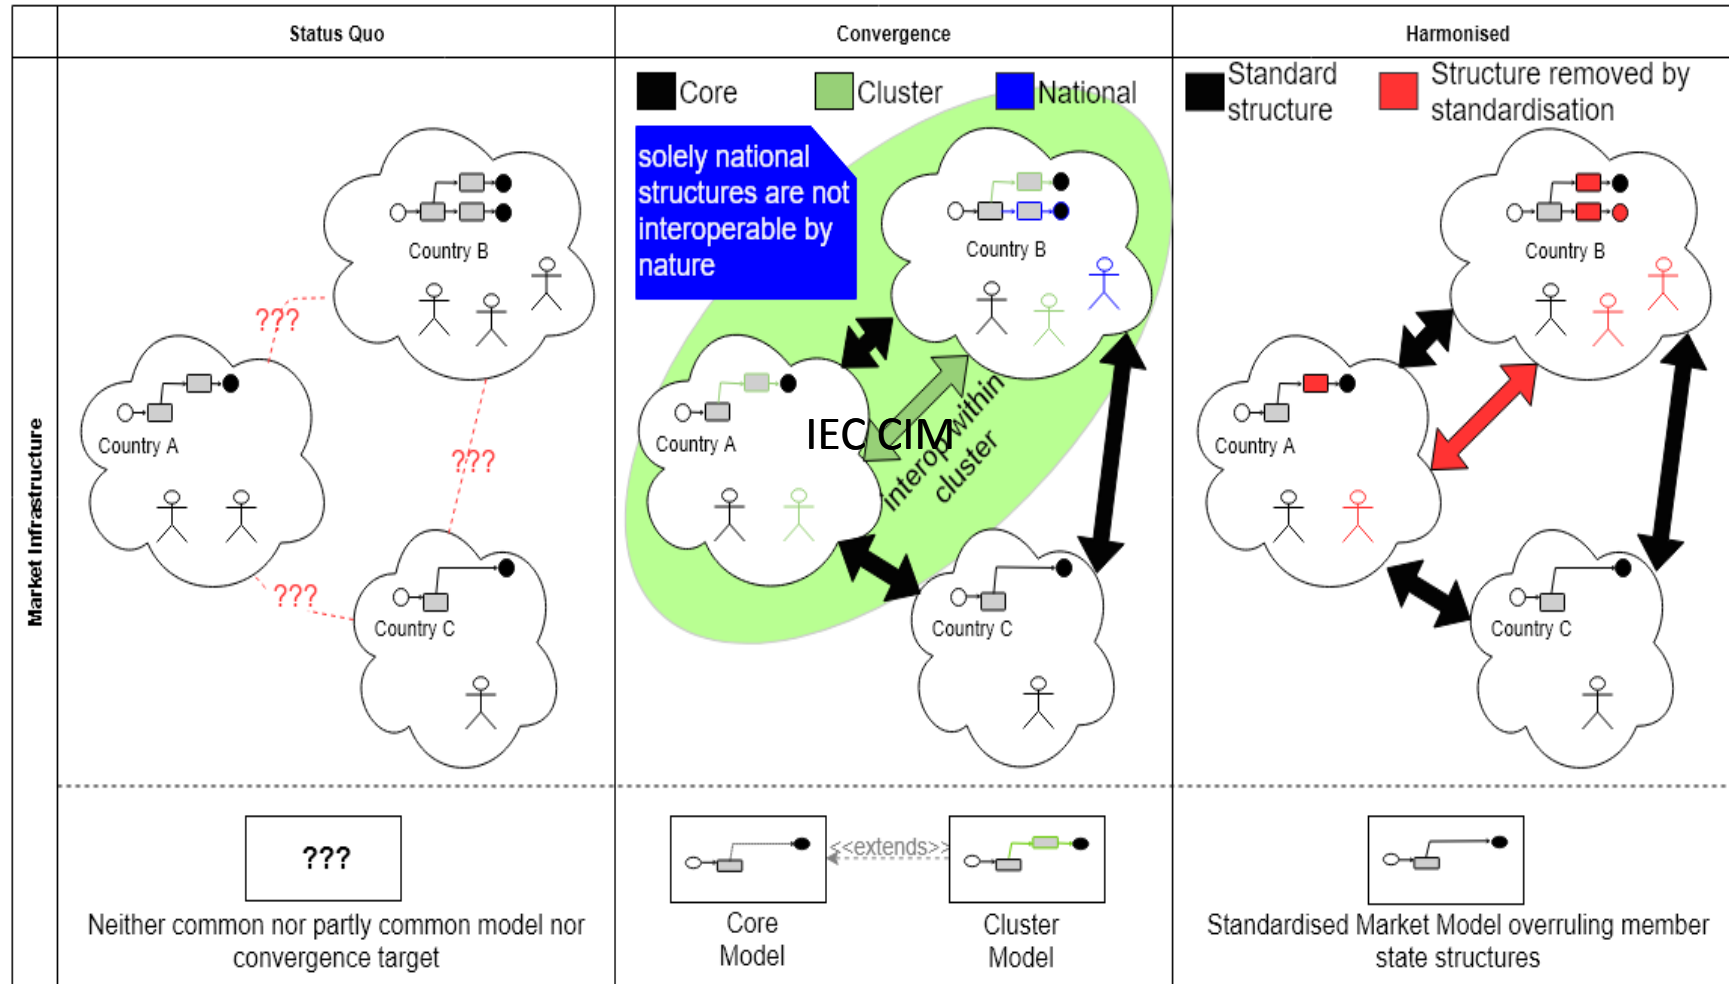 Status Quo
Convergence
Harmonised
Market Infrastructure
???
???
???
Country B
Country A
Country C
Core
Cluster
National
solely national
structures are not
interoperable by
nature
Country B
Country A
IEC CIM
interop within
cluster
Country C
Standard
structure
Structure removed by
standardisation
Country B
Country A
Country C
???
Neither common nor partly common model nor
convergence target
<<extends>>
Core
Model
Cluster
Model
Standardised Market Model overruling member
state structures